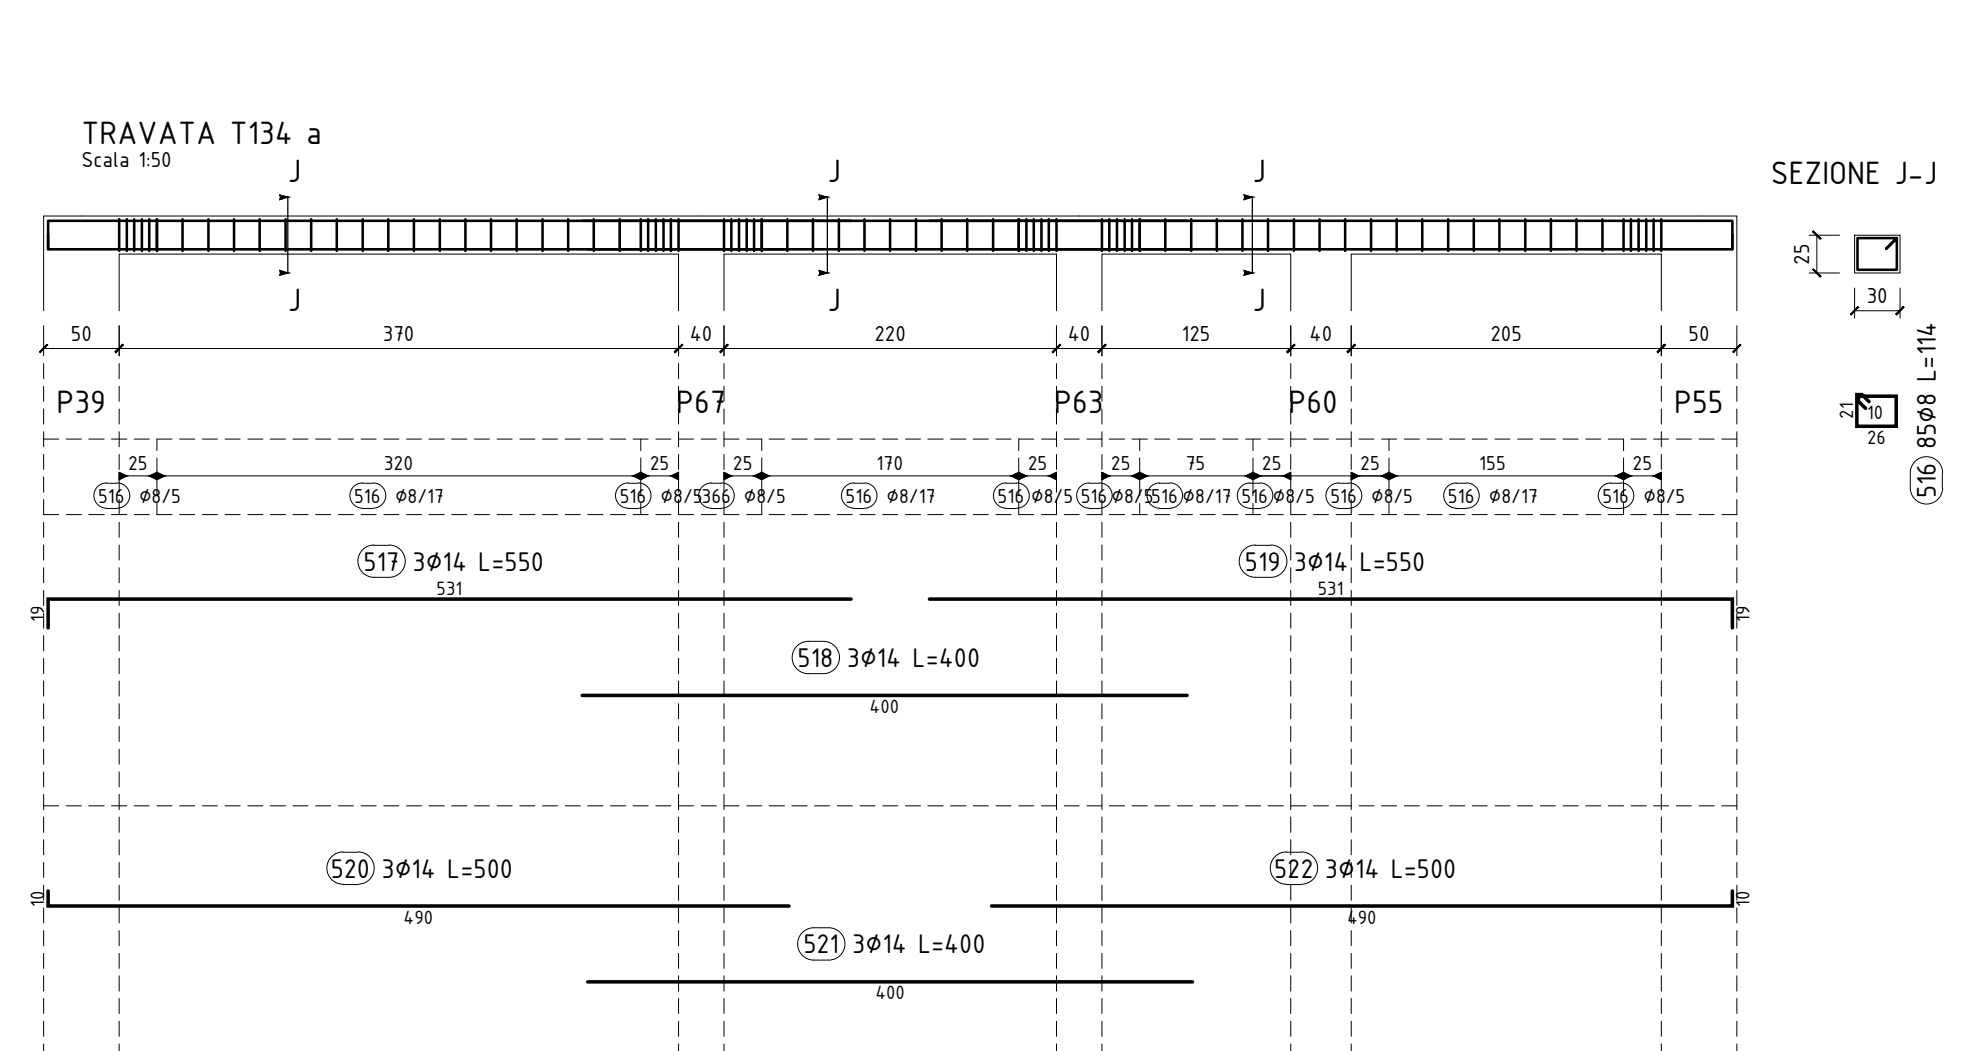 TRAVATA T134 a
Scala 1:50
J J J
SEZIONE J-J
25
30
J J J
50 370 40 220 40 125 40 205 50
P39 P67 P63 P60 P55
21 10
26
516 85Ø8 L=114
25 320 25 25 170 25 25 75 25 25 155 25
516 Ø8/5 516 Ø8/17 516 Ø8/5 366 Ø8/5 516 Ø8/17 516 Ø8/5 516 Ø8/5 516 Ø8/17 516 Ø8/5 516 Ø8/5 516 Ø8/17 516 Ø8/5
517 3Ø14 L=550 519 3Ø14 L=550
531 531
19 19
518 3Ø14 L=400
400
520 3Ø14 L=500 522 3Ø14 L=500
10 10
490 490
521 3Ø14 L=400
400